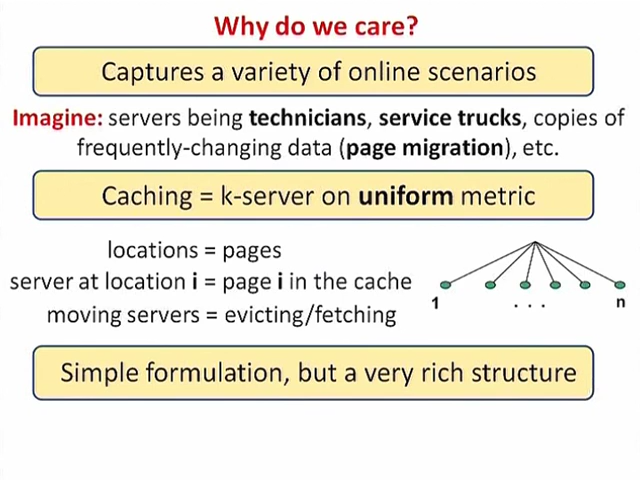 Why do we care?
Captures a variety of online scenarios
Imagine: servers being technicians, service trucks, copies of
frequently-changing data (page migration), etc.
Caching = k-server on uniform metric
locations = pages
server at location i = page i in the cache
moving servers = evicting/fetching
1 . . . n
Simple formulation, but a very rich structure